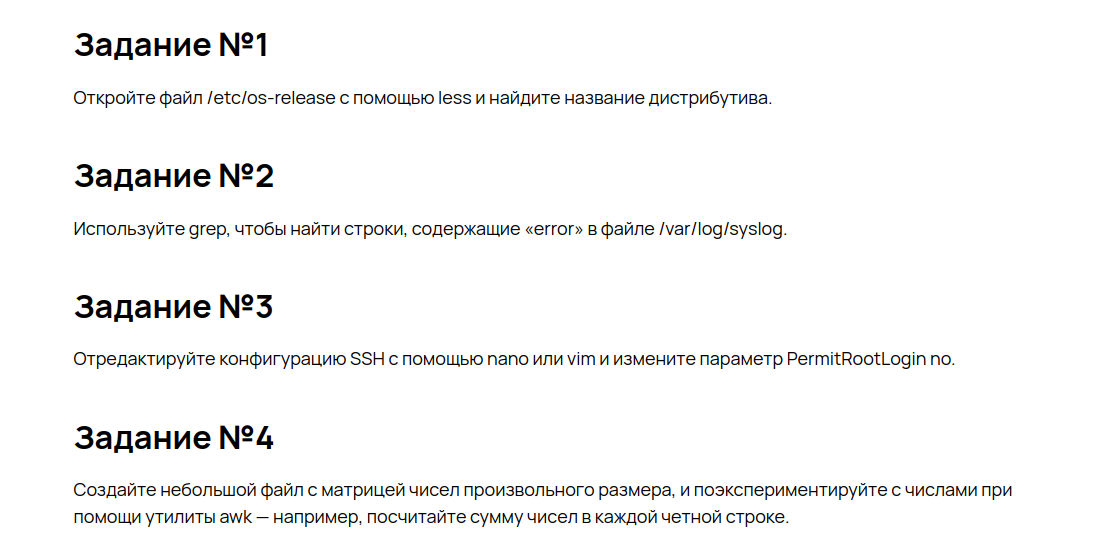 Задание №1
Откройте файл /etc/os-release с помощью less и найдите название дистрибутива.
Задание №2
Используйте grep, чтобы найти строки, содержащие «error» в файле /var/log/syslog.
Задание №3
Отредактируйте конфигурацию SSH с помощью nano или vim и измените параметр PermitRootLogin no.
Задание №4
Создайте небольшой файл с матрицей чисел произвольного размера, и поэкспериментируйте с числами при
помощи утилиты awk — например, посчитайте сумму чисел в каждой четной строке.